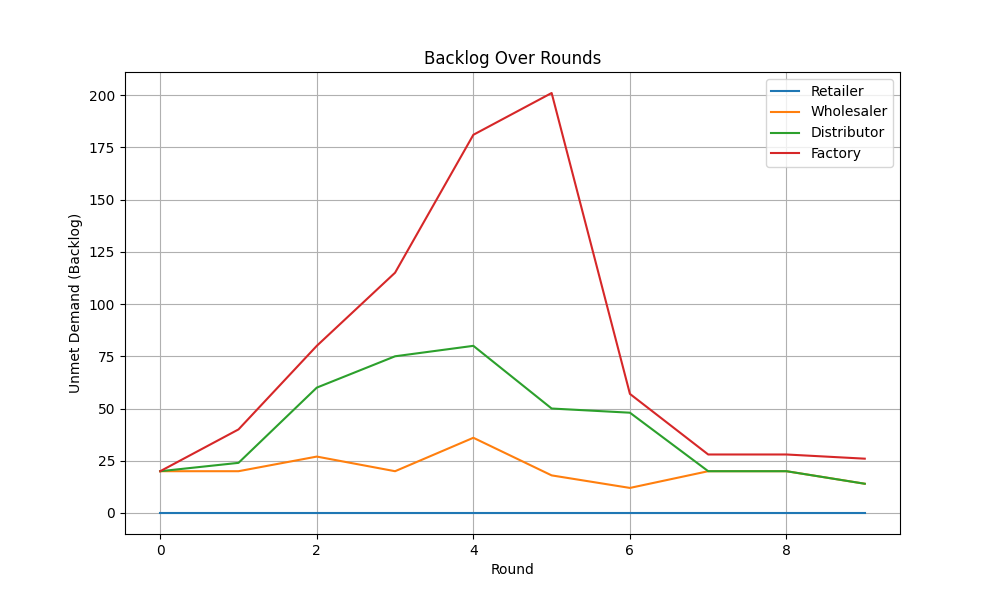 Backlog Over Rounds
Retailer
Wholesaler
Distributor
Factory
Unmet Demand (Backlog)
200
175
150
125
100
75
50
25
0
0 2 4 6 8
Round